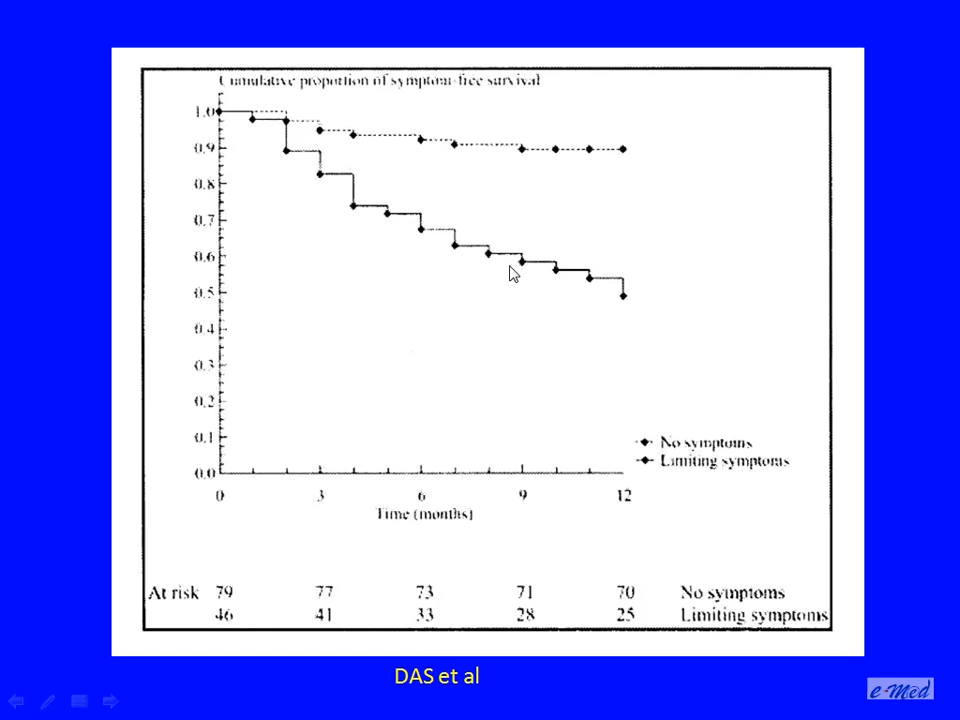 Cumulative proportion of symptom-free survival
1.0
0.9
0.8
0.7
0.6
0.5
0.4
0.3
0.2
0.1
0.0
0 3 6 9 12
Time (months)
No symptoms
Limiting symptoms
At risk 79 77 73 71 70 No symptoms
46 41 33 28 25 Limiting symptoms
DAS et al
e-Med